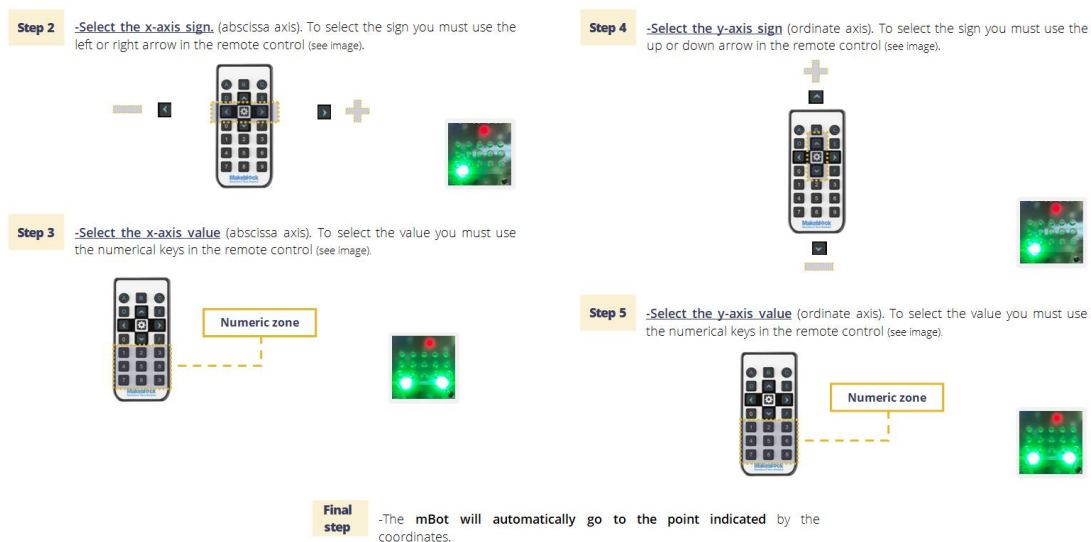 Step 2
-Select the x-axis sign. (abscissa axis). To select the sign you must use the
left or right arrow in the remote control (see image).
Makeblock
Step 3
-Select the x-axis value (abscissa axis). To select the value you must use
the numerical keys in the remote control (see image).
Numeric zone
Makeblock
Step 4
-Select the y-axis sign (ordinate axis). To select the sign you must use the
up or down arrow in the remote control (see image).
Makeblock
Step 5
-Select the y-axis value (ordinate axis). To select the value you must use
the numerical keys in the remote control (see image).
Numeric zone
Makeblock
Final
step
-The mBot will automatically go to the point indicated by the
coordinates.